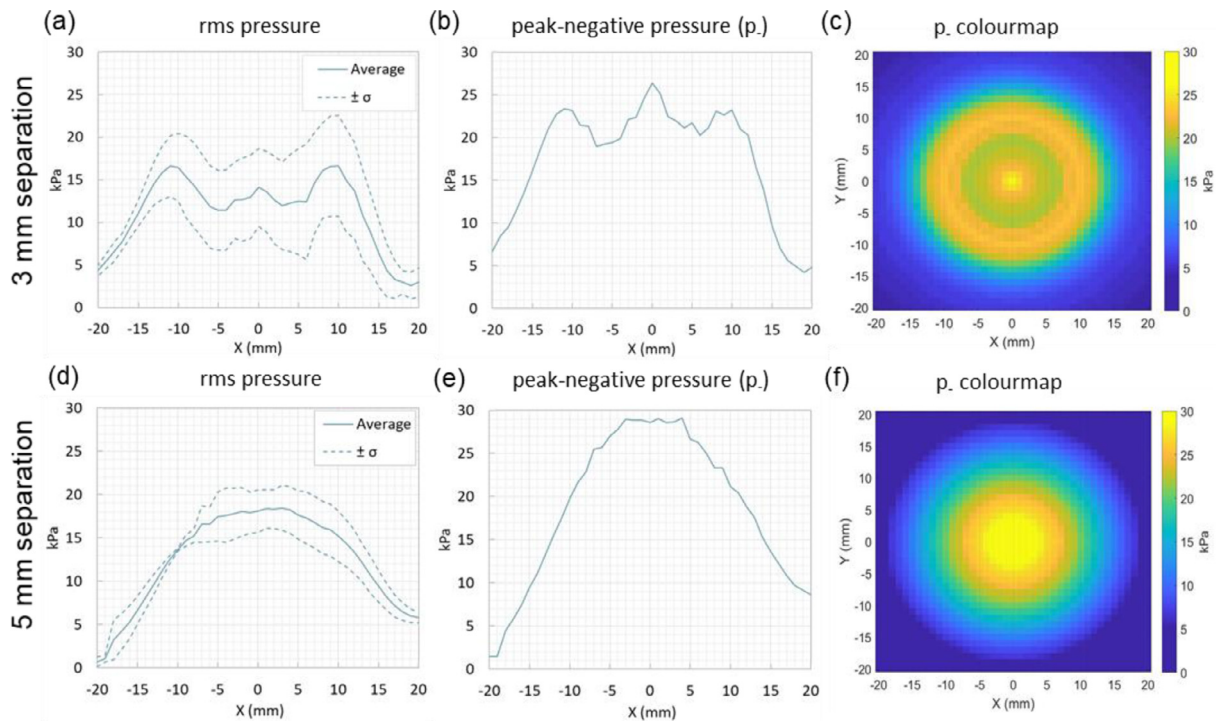 (a) rms pressure
(b) peak-negative pressure (p-)
(c) p- colourmap
3 mm separation
30
25
20
15
10
5
0
kPa
Average
± σ
-20 -15 -10 -5 0 5 10 15 20
X (mm)
30
25
20
15
10
5
0
kPa
-20 -15 -10 -5 0 5 10 15 20
X (mm)
20
15
10
5
0
-5
-10
-15
-20
Y (mm)
-20 -15 -10 -5 0 5 10 15 20
X (mm)
30
25
20
15
10
5
0
kPa
(d) rms pressure
(e) peak-negative pressure (p-)
(f) p- colourmap
5 mm separation
30
25
20
15
10
5
0
kPa
Average
± σ
-20 -15 -10 -5 0 5 10 15 20
X (mm)
30
25
20
15
10
5
0
kPa
-20 -15 -10 -5 0 5 10 15 20
X (mm)
20
15
10
5
0
-5
-10
-15
-20
Y (mm)
-20 -15 -10 -5 0 5 10 15 20
X (mm)
30
25
20
15
10
5
0
kPa